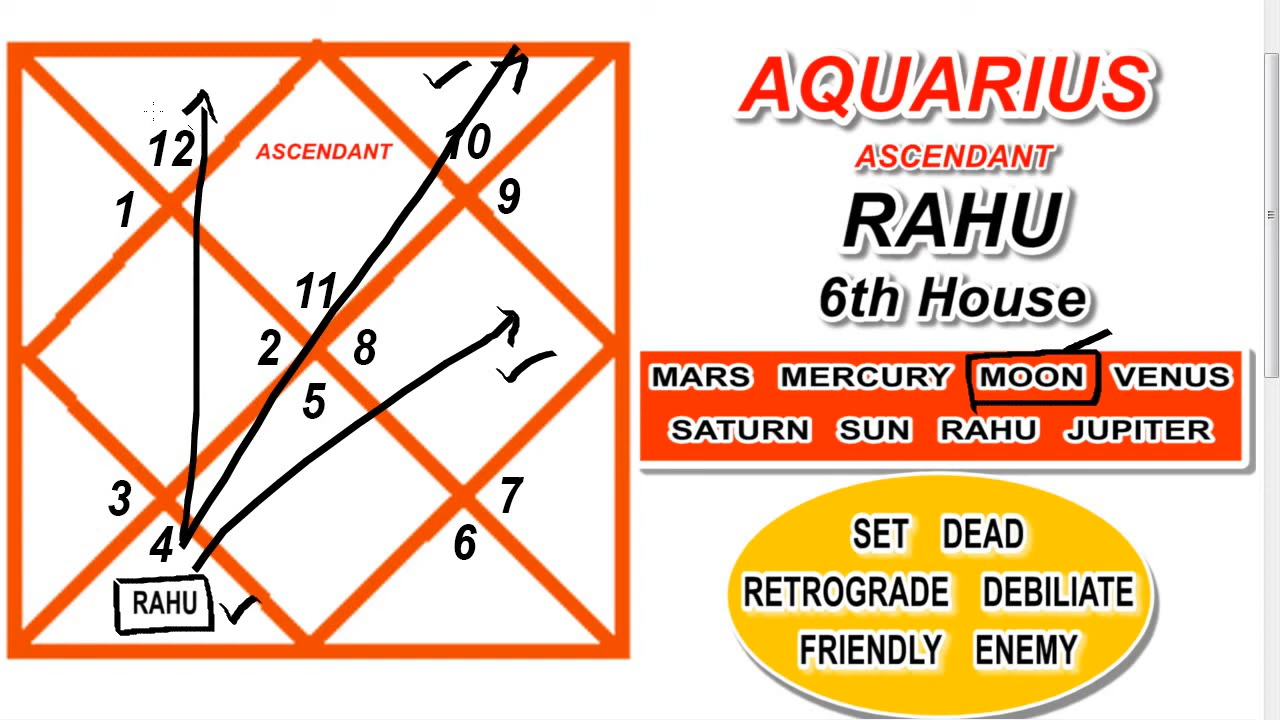 AQUARIUS
ASCENDANT
RAHU
6th House
MARS MERCURY MOON VENUS
SATURN SUN RAHU JUPITER
SET DEAD
RETROGRADE DEBILIATE
FRIENDLY ENEMY
12
ASCENDANT
10
1
9
11
2
8
5
3
7
4
6
RAHU